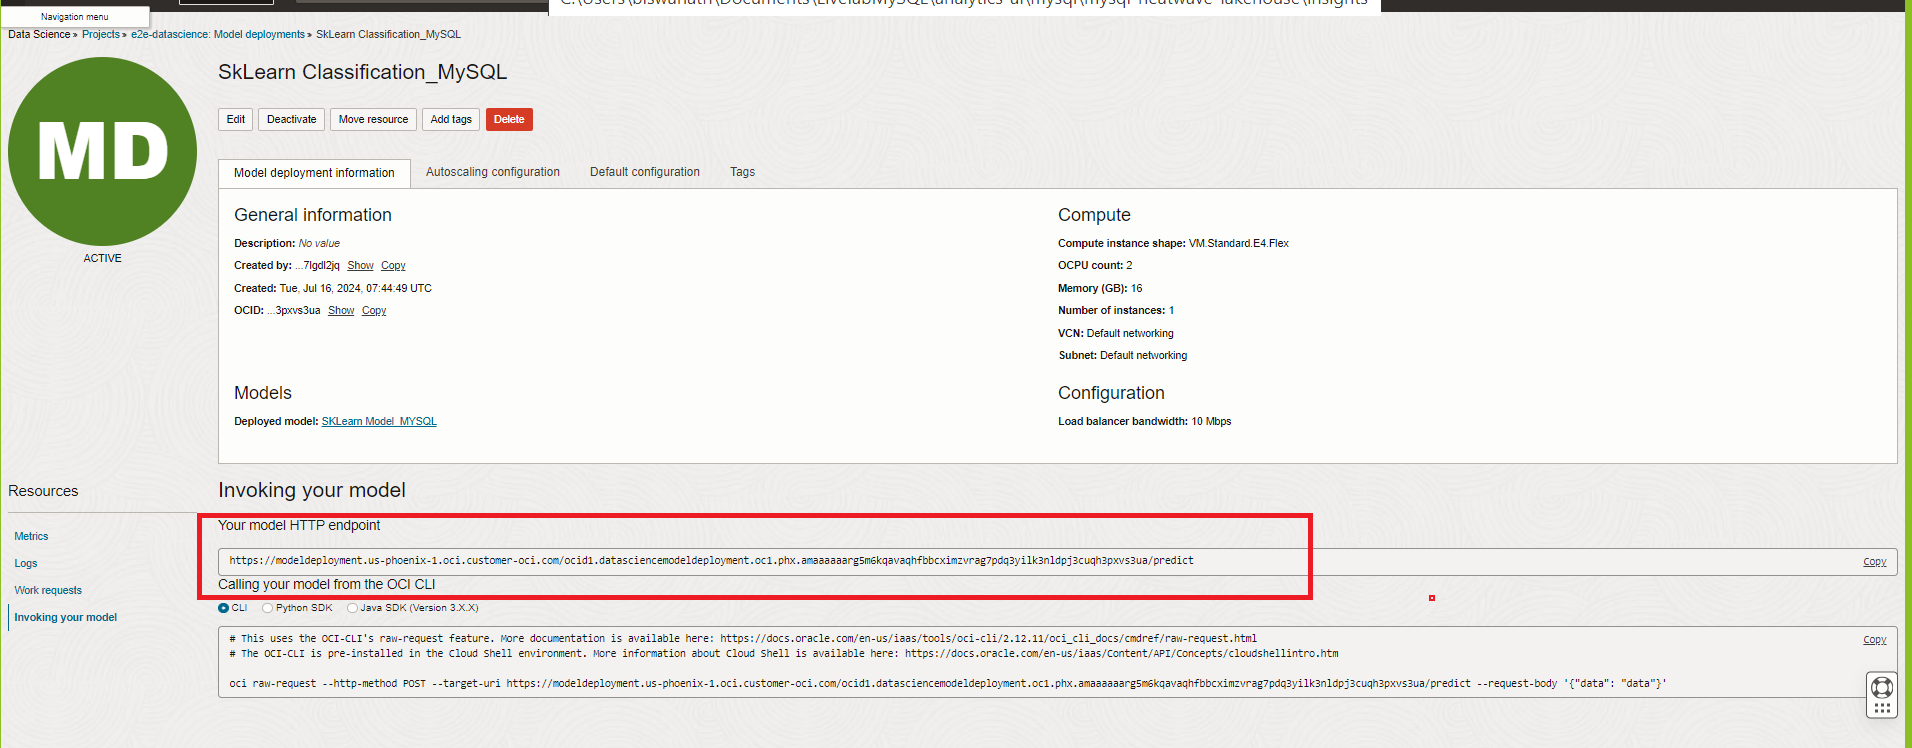 C:\Users\biswanath\Documents\LivelabMySQL\analytics-ai\mysql\mysql-heatwave-lakehouse\insights
Navigation menu
Data Science » Projects » e2e-datascience: Model deployments » SkLearn Classification_MySQL
MD
ACTIVE
SkLearn Classification_MySQL
Edit Deactivate Move resource Add tags Delete
Model deployment information Autoscaling configuration Default configuration Tags
General information
Description: No value
Created by: ...7lgdl2jq Show Copy
Created: Tue, Jul 16, 2024, 07:44:49 UTC
OCID: ...3pxvs3ua Show Copy
Compute
Compute instance shape: VM.Standard.E4.Flex
OCPU count: 2
Memory (GB): 16
Number of instances: 1
VCN: Default networking
Subnet: Default networking
Models
Deployed model: SKLearn Model_MYSQL
Configuration
Load balancer bandwidth: 10 Mbps
Resources
Metrics
Logs
Work requests
Invoking your model
Invoking your model
Your model HTTP endpoint
https://modeldeployment.us-phoenix-1.oci.customer-oci.com/ocid1.datasciencemodeldeployment.oc1.phx.amaaaaaarg5m6kqavaqhfbbcximzvrag7pdq3yilk3nldpj3cuqh3pxvs3ua/predict Copy
Calling your model from the OCI CLI
CLI Python SDK Java SDK (Version 3.X.X)
# This uses the OCI-CLI's raw-request feature. More documentation is available here: https://docs.oracle.com/en-us/iaas/tools/oci-cli/2.12.11/oci_cli_docs/cmdref/raw-request.html Copy
# The OCI-CLI is pre-installed in the Cloud Shell environment. More information about Cloud Shell is available here: https://docs.oracle.com/en-us/iaas/Content/API/Concepts/cloudshellintro.htm
oci raw-request --http-method POST --target-uri https://modeldeployment.us-phoenix-1.oci.customer-oci.com/ocid1.datasciencemodeldeployment.oc1.phx.amaaaaaarg5m6kqavaqhfbbcximzvrag7pdq3yilk3nldpj3cuqh3pxvs3ua/predict --request-body '{"data": "data"}'